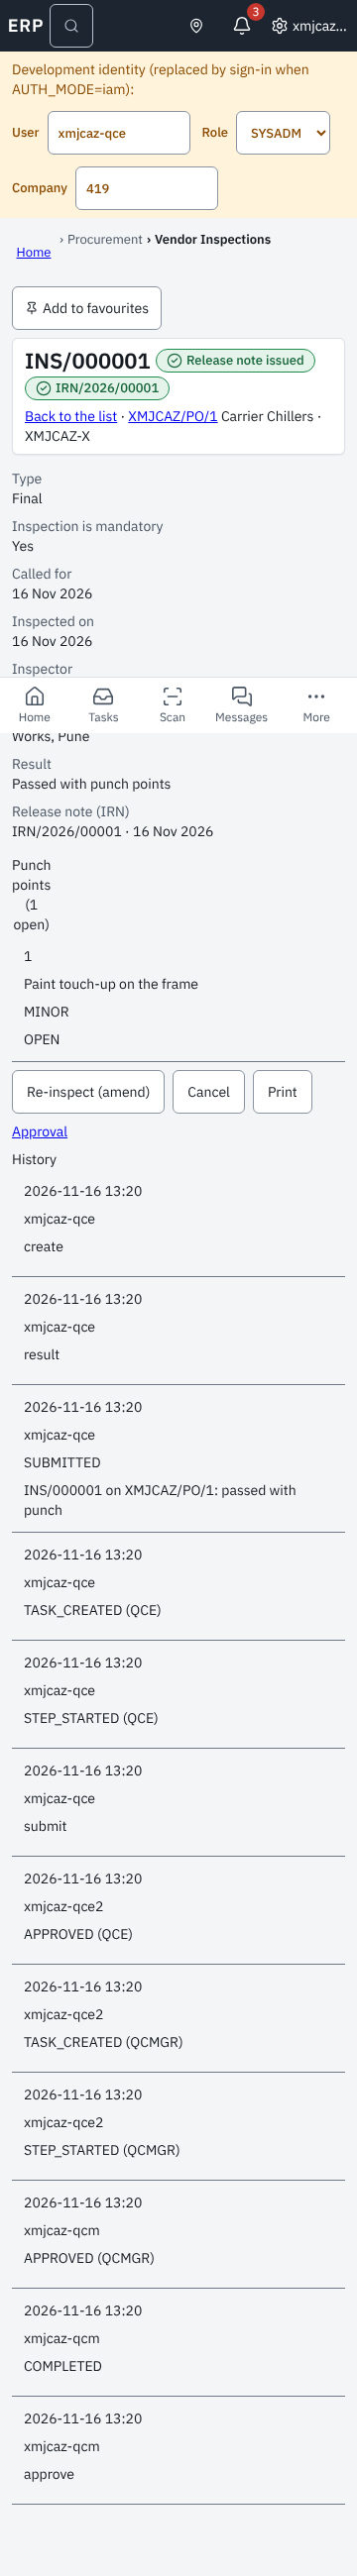 ERP
3
xmjcaz...
Development identity (replaced by sign-in when
AUTH_MODE=iam):
User xmjcaz-qce Role SYSADM
Company 419
Home › Procurement › Vendor Inspections
Add to favourites
INS/000001 Release note issued
IRN/2026/00001
Back to the list · XMJCAZ/PO/1 Carrier Chillers ·
XMJCAZ-X
Type
Final
Inspection is mandatory
Yes
Called for
16 Nov 2026
Inspected on
16 Nov 2026
Inspector
Home Tasks Scan Messages More
Works, Pune
Result
Passed with punch points
Release note (IRN)
IRN/2026/00001 · 16 Nov 2026
Punch
points
(1
open)
1
Paint touch-up on the frame
MINOR
OPEN
Re-inspect (amend) Cancel Print
Approval
History
2026-11-16 13:20
xmjcaz-qce
create
2026-11-16 13:20
xmjcaz-qce
result
2026-11-16 13:20
xmjcaz-qce
SUBMITTED
INS/000001 on XMJCAZ/PO/1: passed with
punch
2026-11-16 13:20
xmjcaz-qce
TASK_CREATED (QCE)
2026-11-16 13:20
xmjcaz-qce
STEP_STARTED (QCE)
2026-11-16 13:20
xmjcaz-qce
submit
2026-11-16 13:20
xmjcaz-qce2
APPROVED (QCE)
2026-11-16 13:20
xmjcaz-qce2
TASK_CREATED (QCMGR)
2026-11-16 13:20
xmjcaz-qce2
STEP_STARTED (QCMGR)
2026-11-16 13:20
xmjcaz-qcm
APPROVED (QCMGR)
2026-11-16 13:20
xmjcaz-qcm
COMPLETED
2026-11-16 13:20
xmjcaz-qcm
approve